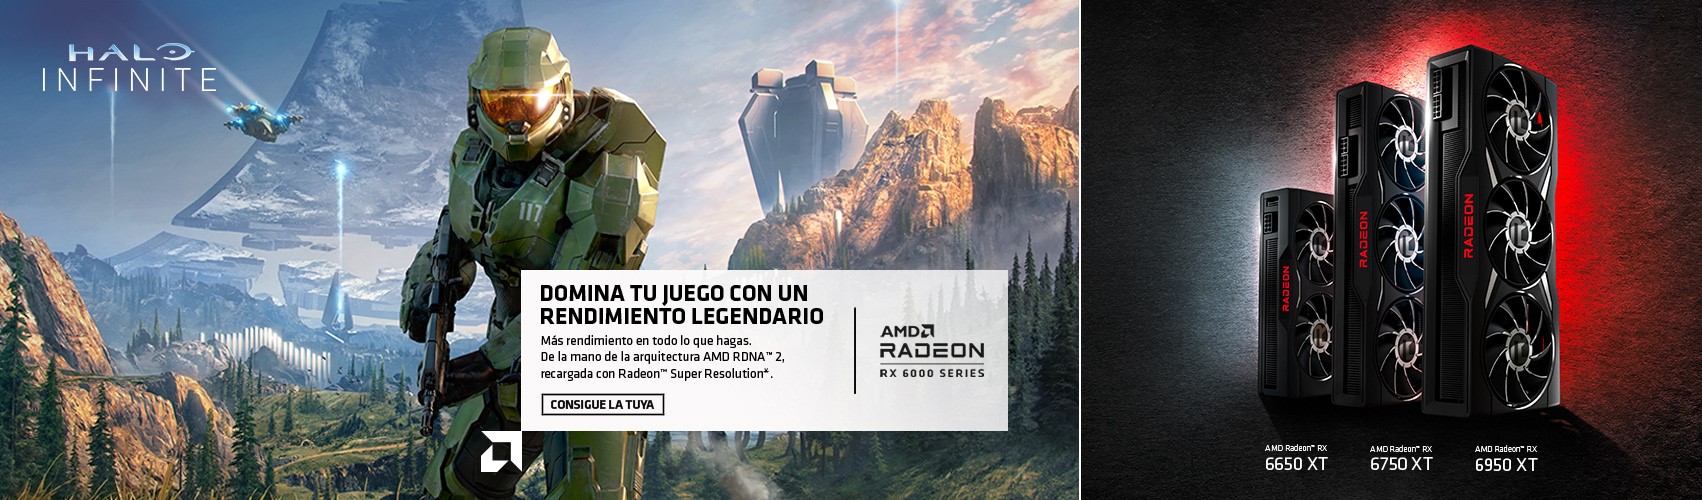 HALO
INFINITE
117
DOMINA TU JUEGO CON UN
RENDIMIENTO LEGENDARIO
Más rendimiento en todo lo que hagas.
De la mano de la arquitectura AMD RDNA™ 2,
recargada con Radeon™ Super Resolution*.
CONSIGUE LA TUYA
AMD
RADEON
RX 6000 SERIES
RADEON
RADEON
RADEON
AMD Radeon™ RX
6650 XT
AMD Radeon™ RX
6750 XT
AMD Radeon™ RX
6950 XT